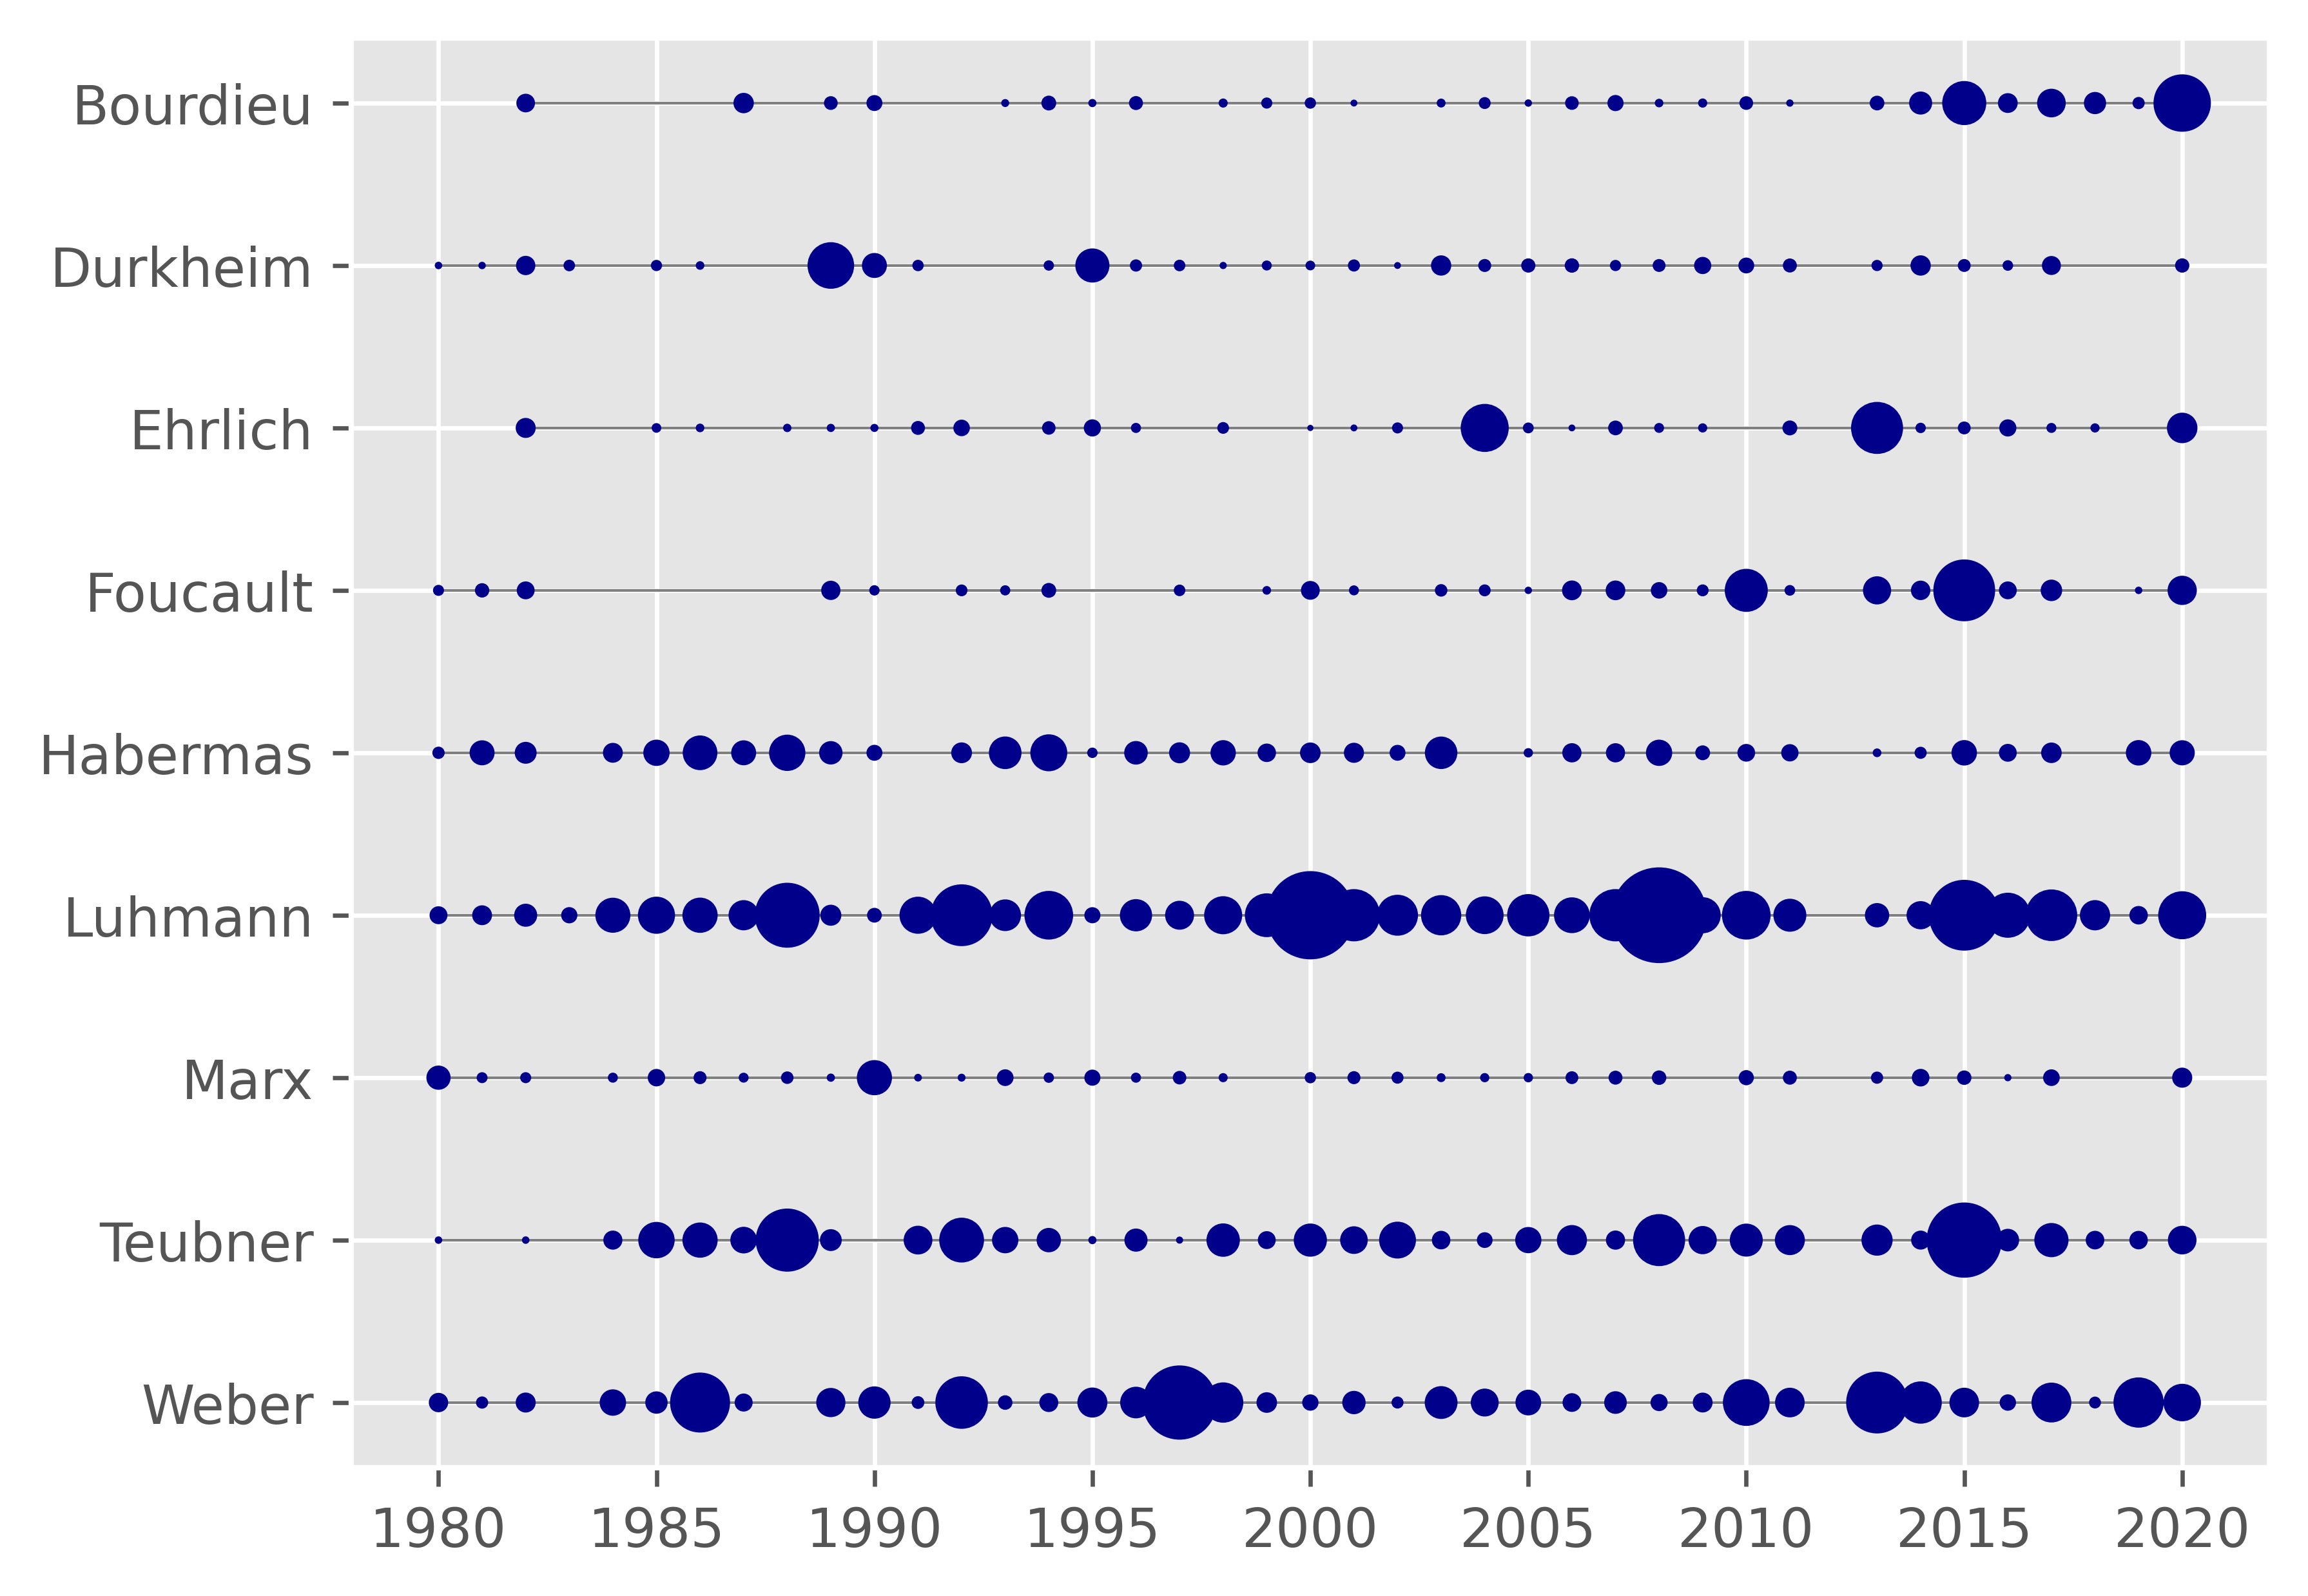 Bourdieu
Durkheim
Ehrlich
Foucault
Habermas
Luhmann
Marx
Teubner
Weber
1980 1985 1990 1995 2000 2005 2010 2015 2020